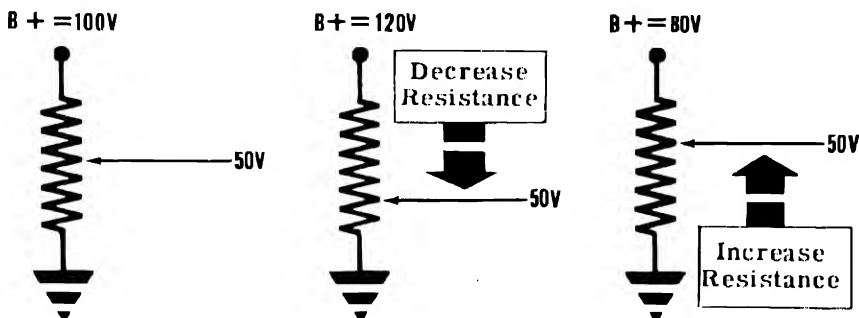 B+=100V
B+=120V
B+=80V
Decrease
Resistance
50V
50V
50V
Increase
Resistance